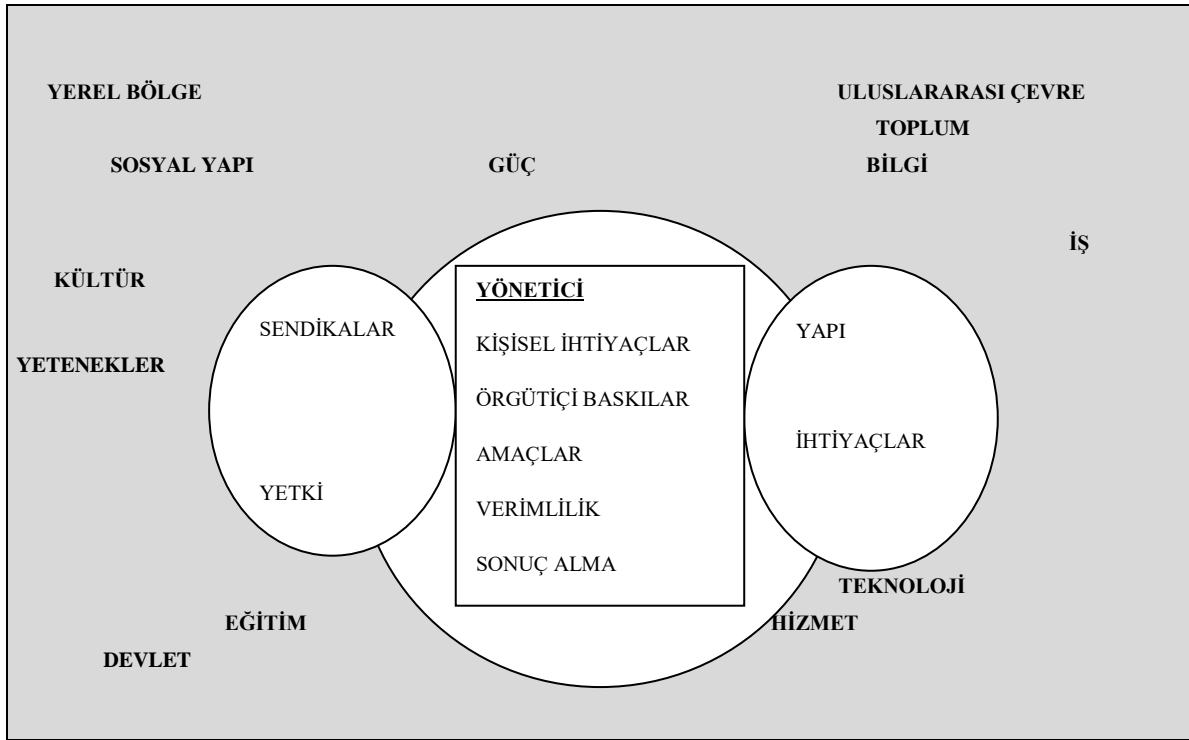 YEREL BÖLGE
ULUSLARARASI ÇEVRE
TOPLUM
SOSYAL YAPI
GÜÇ
BİLGİ
İŞ
KÜLTÜR
YETENEKLER
SENDİKALAR
YETKİ
YÖNETİCİ
KİŞİSEL İHTİYAÇLAR
ÖRGÜTİÇİ BASKILAR
AMAÇLAR
VERİMLİLİK
SONUÇ ALMA
YAPI
İHTİYAÇLAR
TEKNOLOJİ
EĞİTİM
HİZMET
DEVLET